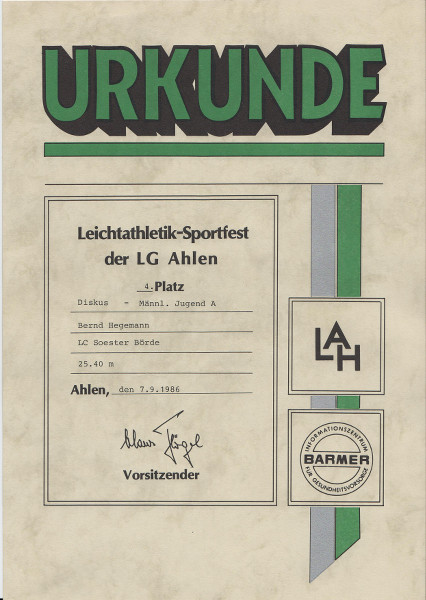 URKUNDE
Leichtathletik-Sportfest
der LG Ahlen
4. Platz
Diskus - Männl. Jugend A
Bernd Hegemann
LC Soester Börde
25.40 m
Ahlen, den 7.9.1986
Vorsitzender
LAH
INFORMATIONSZENTRUM
BARMER
FÜR GESUNDHEITSVORSORGE